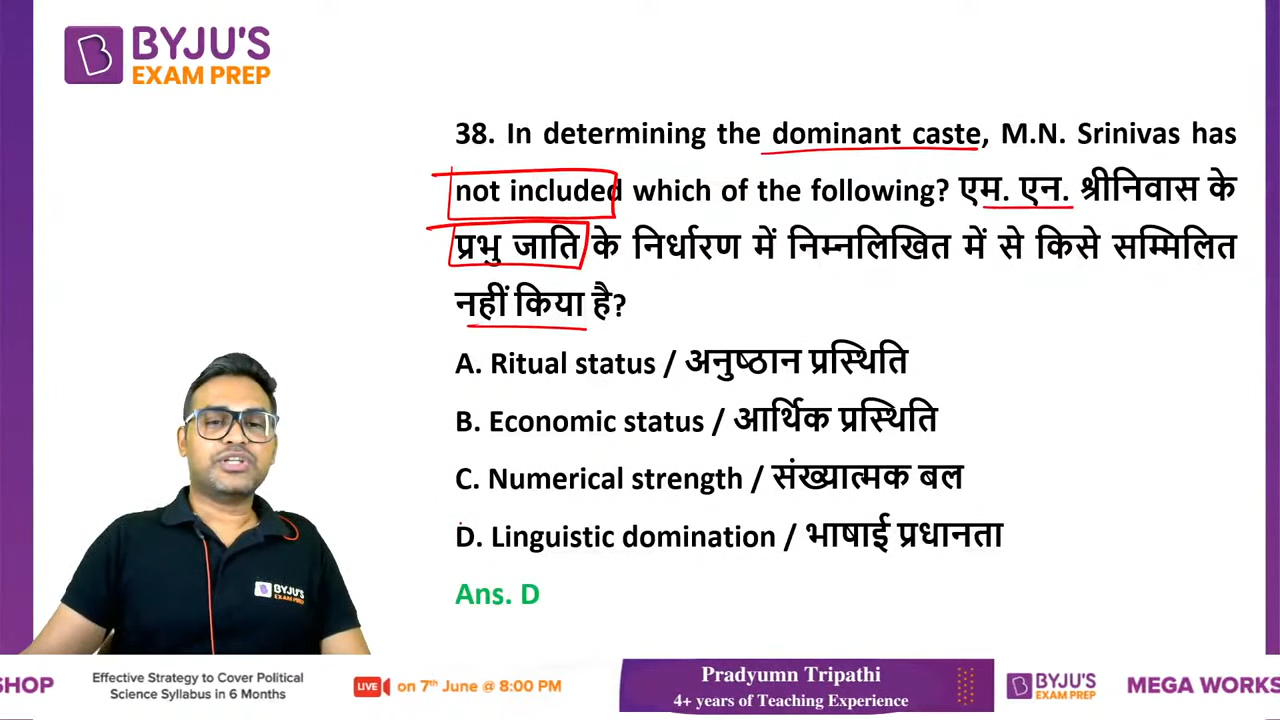 BYJU'S
EXAM PREP
38. In determining the dominant caste, M.N. Srinivas has
not included which of the following? एम. एन. श्रीनिवास के
प्रभु जाति के निर्धारण में निम्नलिखित में से किसे सम्मिलित
नहीं किया है?
A. Ritual status / अनुष्ठान प्रस्थिति
B. Economic status / आर्थिक प्रस्थिति
C. Numerical strength / संख्यात्मक बल
D. Linguistic domination / भाषाई प्रधानता
Ans. D
BYJU'S
EXAM PREP
SHOP
Effective Strategy to Cover Political
Science Syllabus in 6 Months
LIVE
on 7th June @ 8:00 PM
Pradyumn Tripathi
4+ years of Teaching Experience
BYJU'S
EXAM PREP
MEGA WORKS